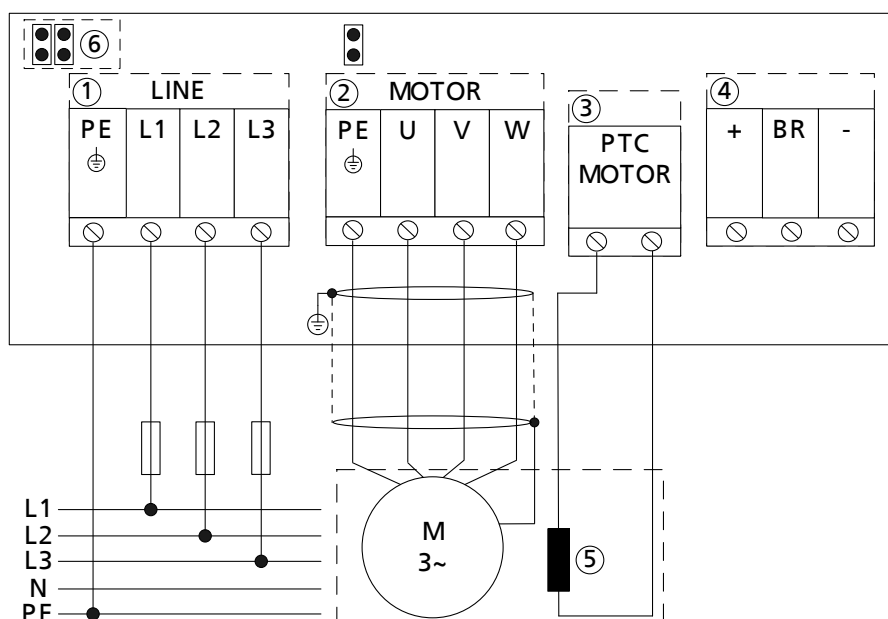 ⑥
① LINE
PE L1 L2 L3
② MOTOR
PE U V W
③
PTC
MOTOR
④
+ BR -
L1
L2
L3
N
PE
M
3~
⑤